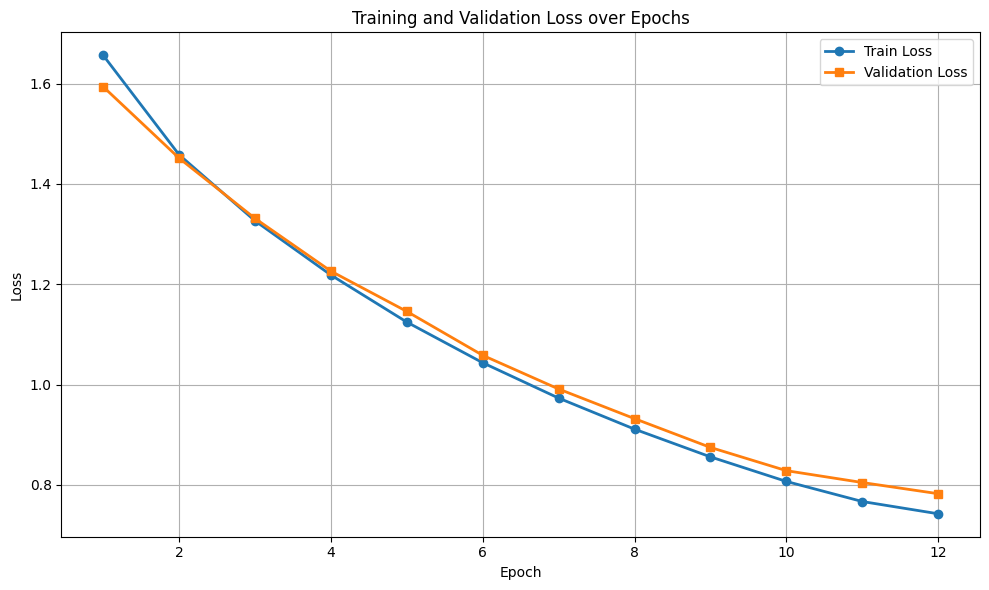 Training and Validation Loss over Epochs
Train Loss
Validation Loss
1.6
1.4
1.2
1.0
0.8
Loss
2 4 6 8 10 12
Epoch